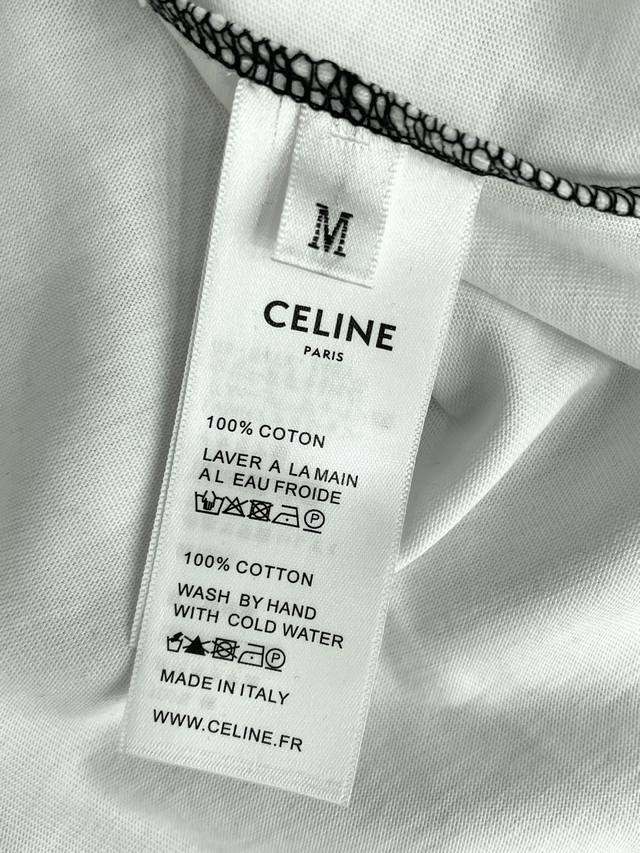 M
CELINE
PARIS
100% COTON
LAVER A LA MAIN
A L EAU FROIDE
P
100% COTTON
WASH BY HAND
WITH COLD WATER
P
MADE IN ITALY
WWW.CELINE.FR